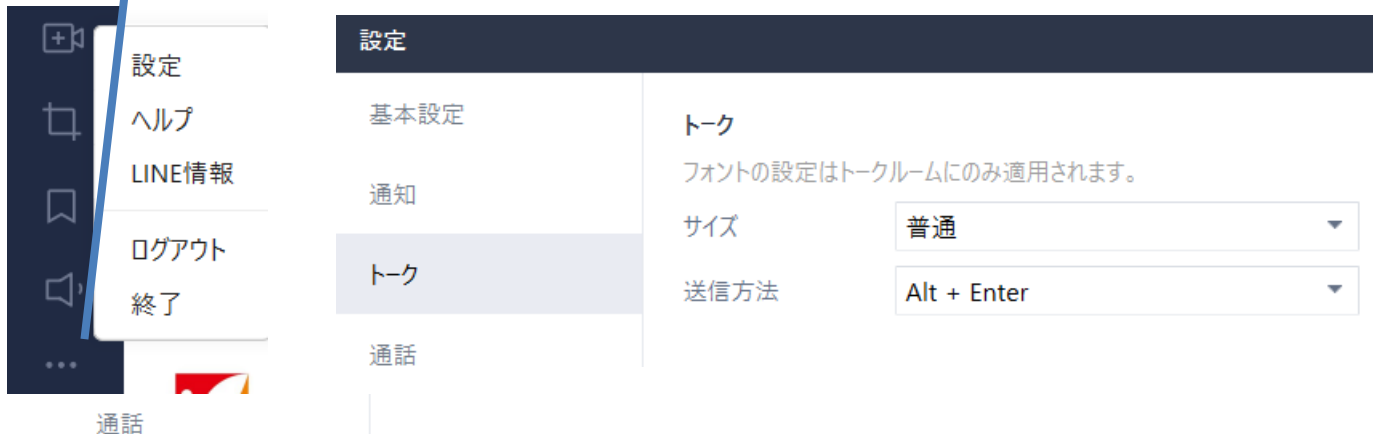 設定
ヘルプ
LINE情報
ログアウト
終了
通話
設定
基本設定
通知
トーク
通話
トーク
フォントの設定はトークルームにのみ適用されます。
サイズ 普通
送信方法 Alt + Enter